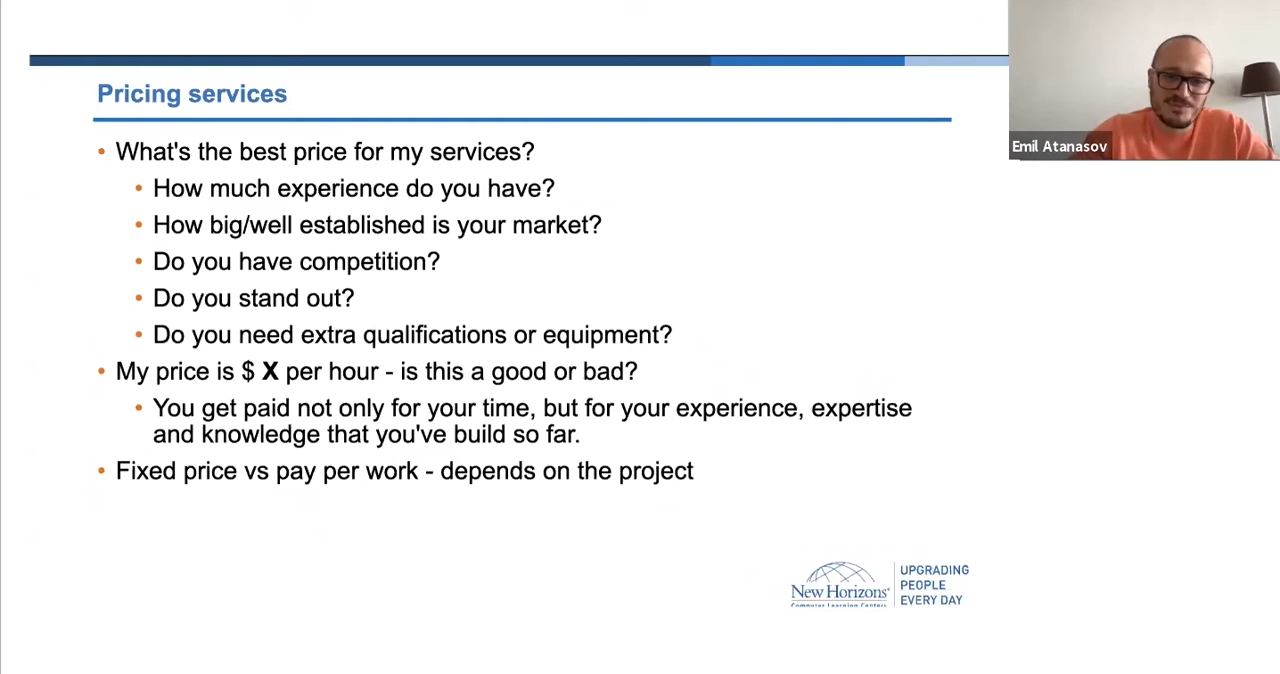 Pricing services
Emil Atanasov
• What's the best price for my services?
• How much experience do you have?
• How big/well established is your market?
• Do you have competition?
• Do you stand out?
• Do you need extra qualifications or equipment?
• My price is $ X per hour - is this a good or bad?
• You get paid not only for your time, but for your experience, expertise
and knowledge that you've build so far.
• Fixed price vs pay per work - depends on the project
New Horizons®
Computer Learning Centers
UPGRADING
PEOPLE
EVERY DAY